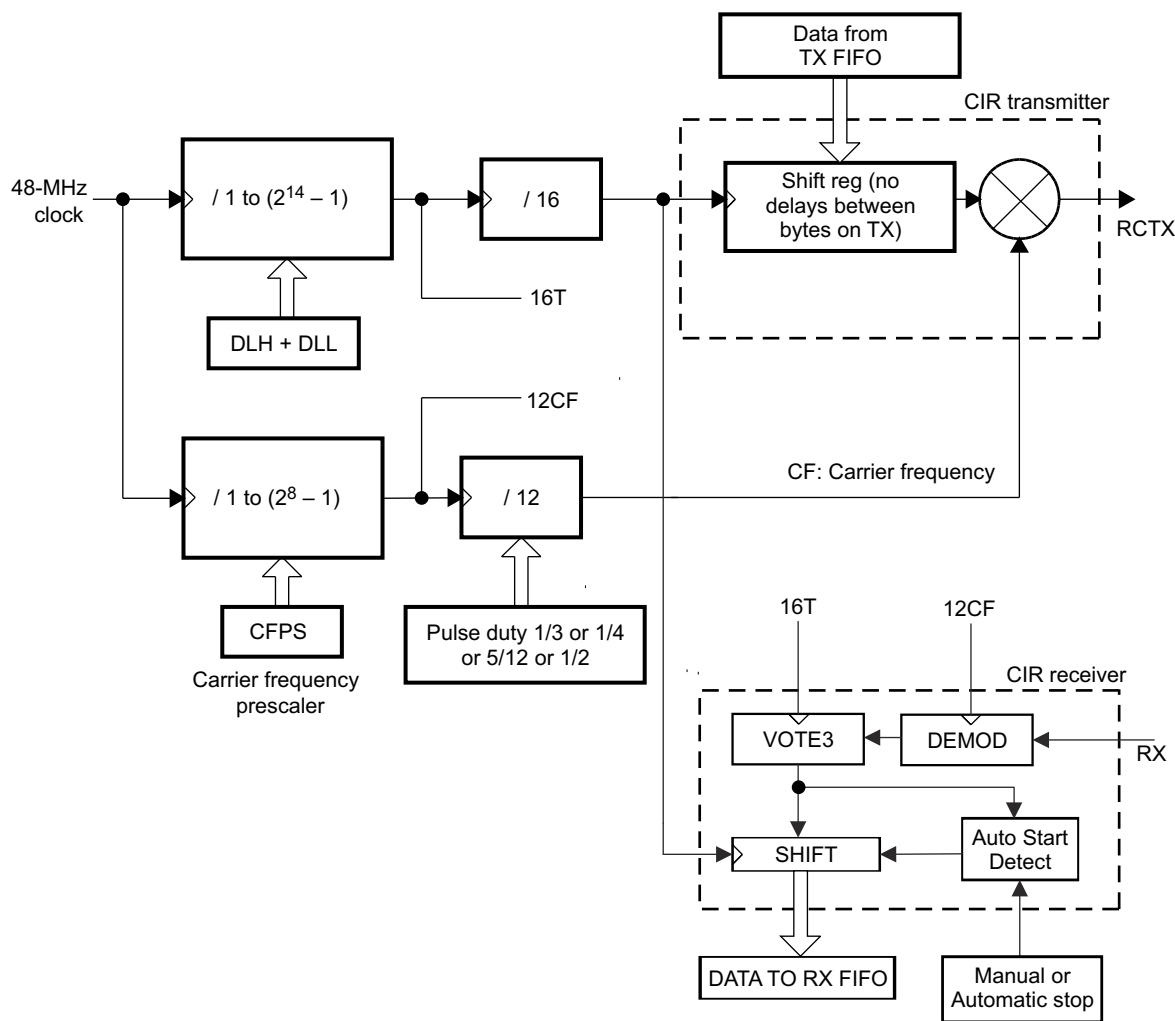 Data from
TX FIFO
CIR transmitter
48-MHz
clock
/ 1 to (2¹⁴ – 1)
/ 16
Shift reg (no
delays between
bytes on TX)
RCTX
16T
DLH + DLL
12CF
/ 1 to (2⁸ – 1)
/ 12
CF: Carrier frequency
CFPS
Carrier frequency
prescaler
Pulse duty 1/3 or 1/4
or 5/12 or 1/2
16T
12CF
CIR receiver
VOTE3
DEMOD
RX
SHIFT
Auto Start
Detect
DATA TO RX FIFO
Manual or
Automatic stop